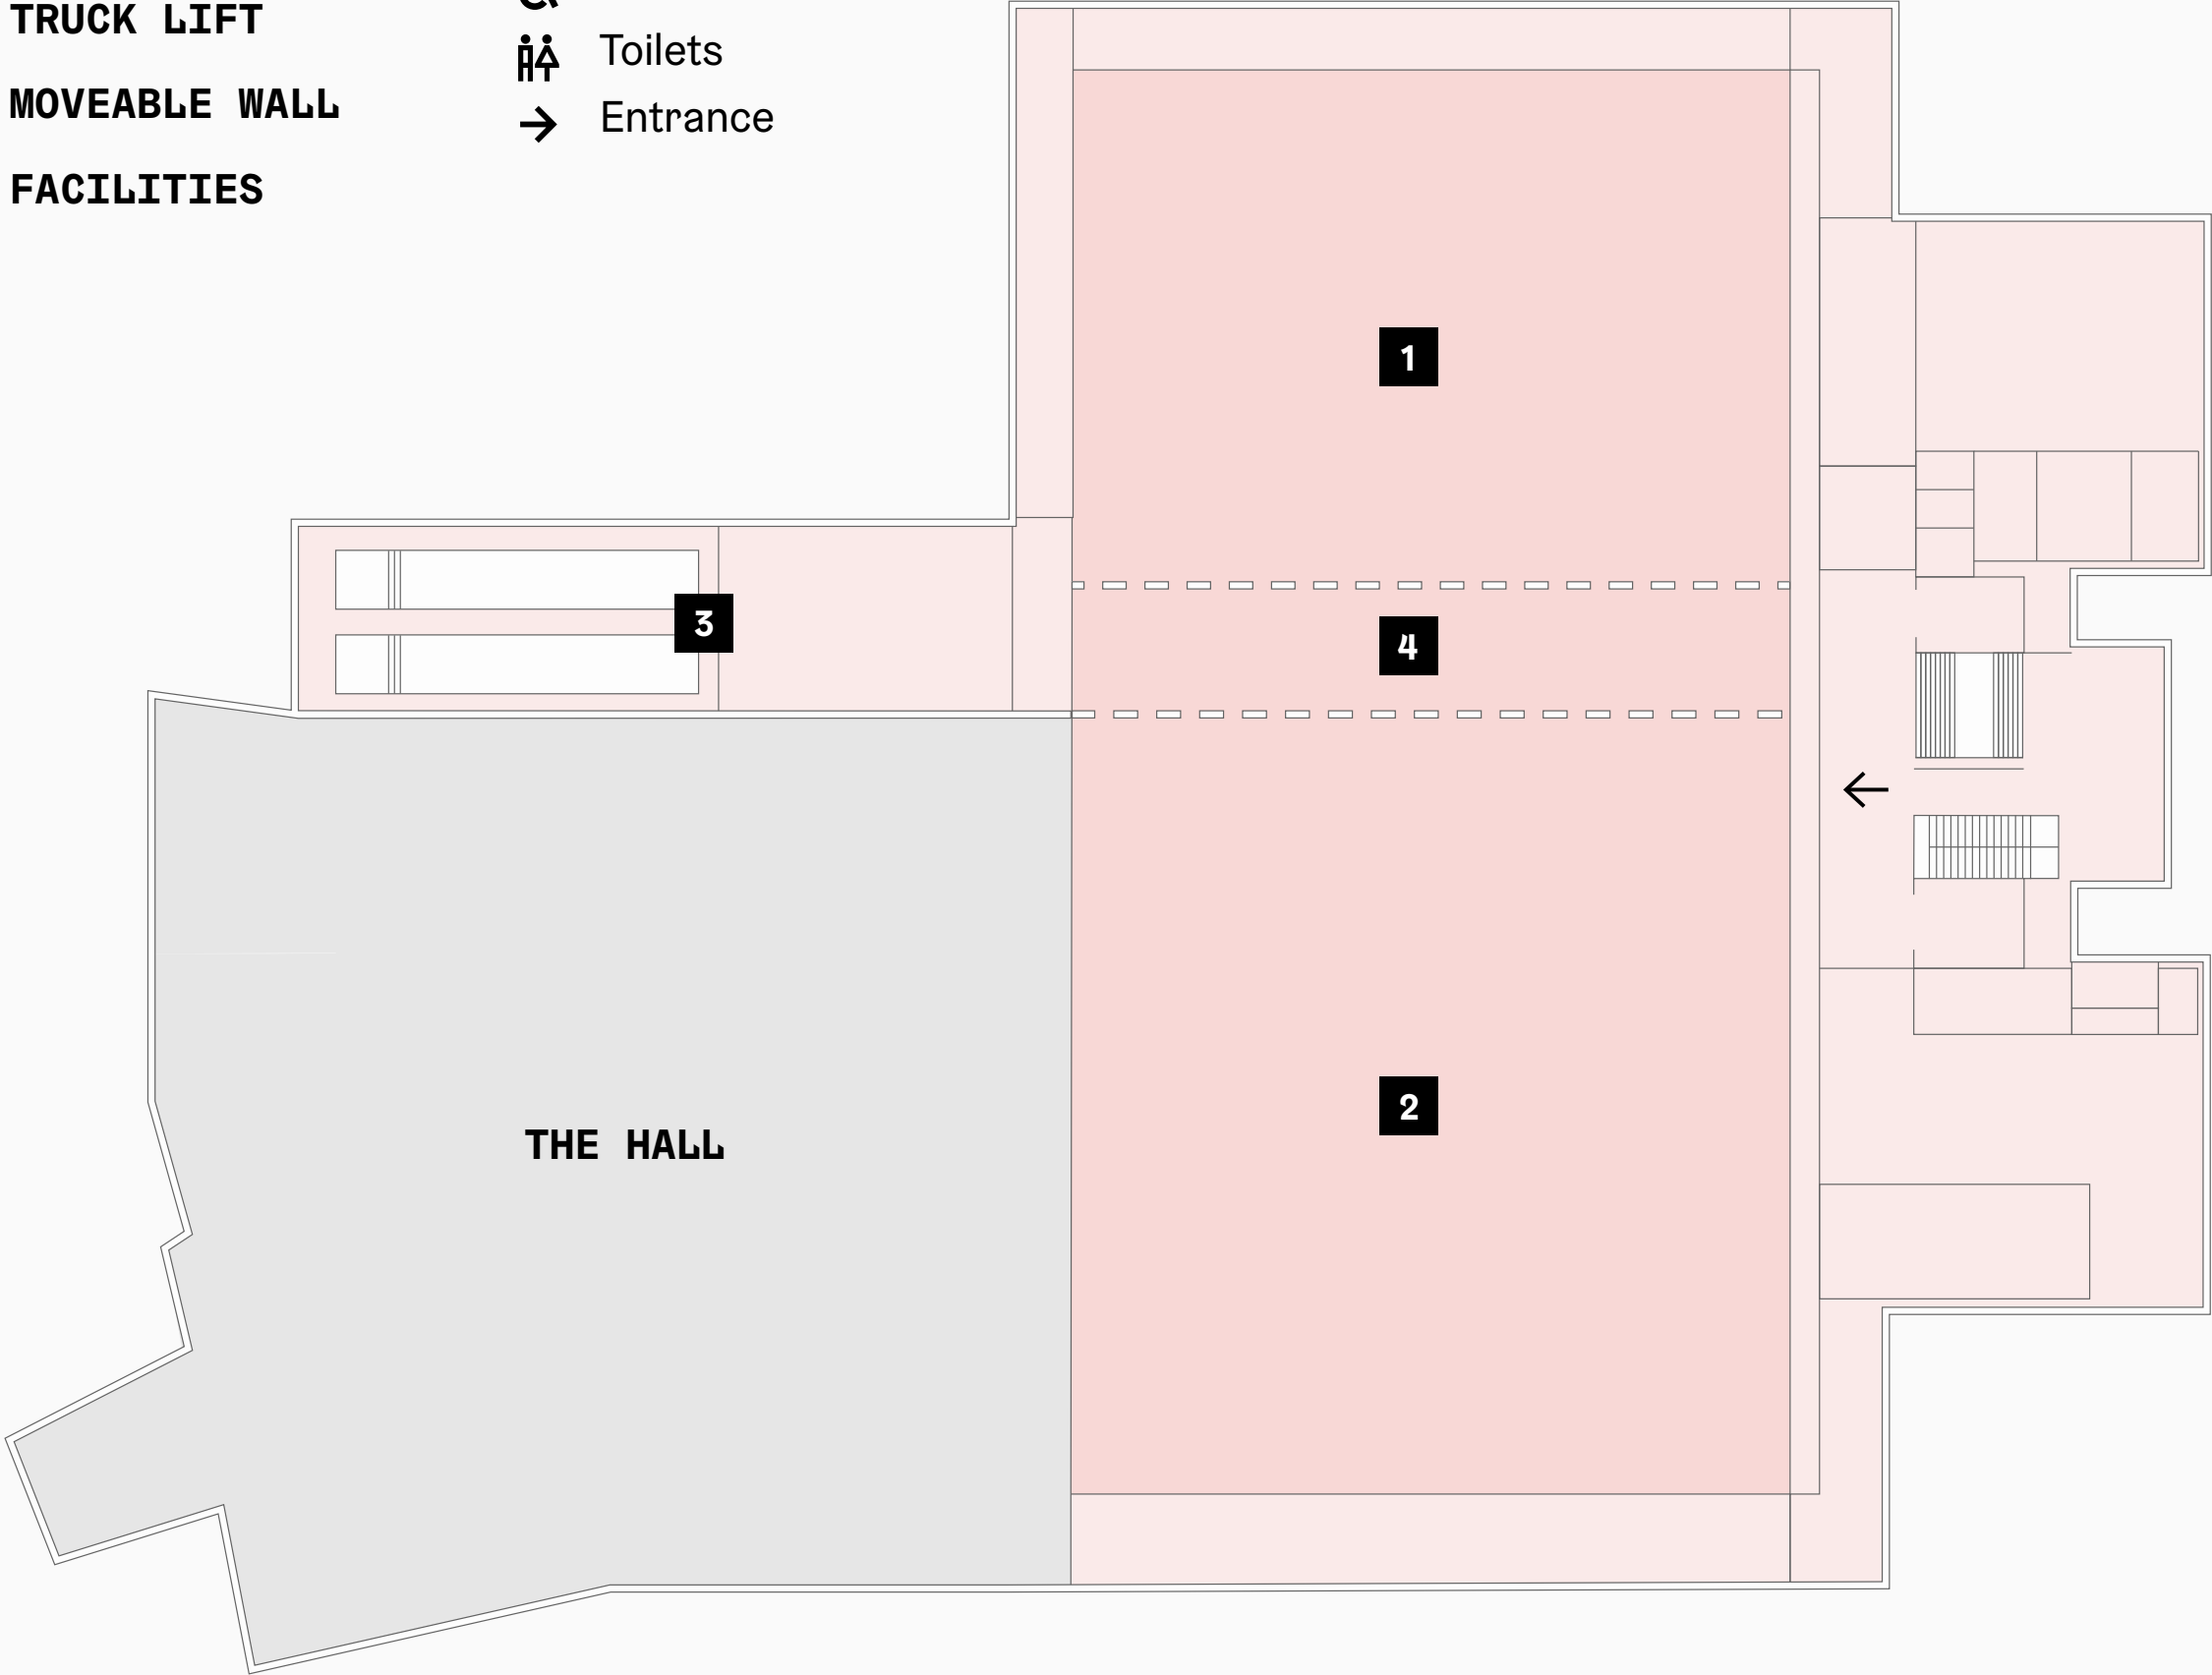 TRUCK LIFT
MOVEABLE WALL
FACILITIES
Toilets
Entrance
1
3
4
2
THE HALL